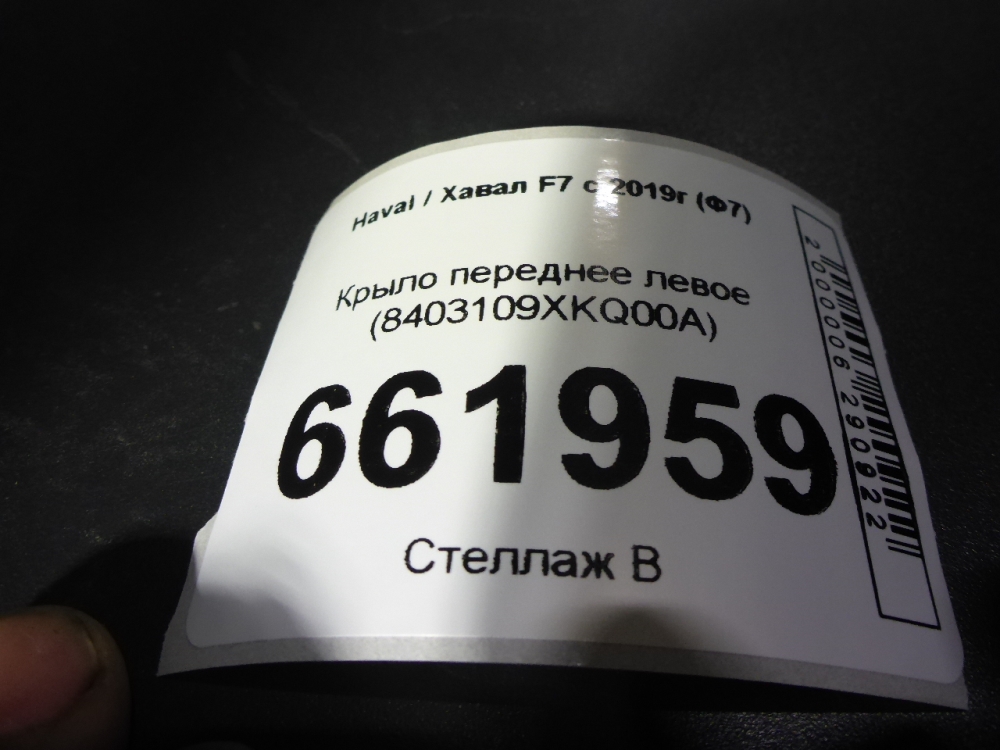 Haval / Хавал F7 с 2019г (Ф7)
Крыло переднее левое
(8403109XKQ00A)
661959
Стеллаж B
2000006290922